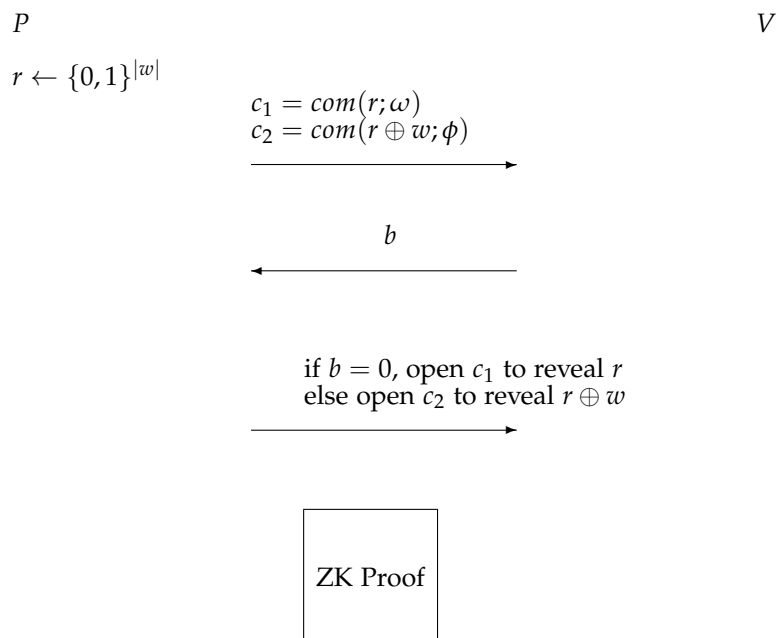 P V
r ← {0, 1}^{|w|}
c₁ = com(r; ω)
c₂ = com(r ⊕ w; ϕ)
b
if b = 0, open c₁ to reveal r
else open c₂ to reveal r ⊕ w
ZK Proof